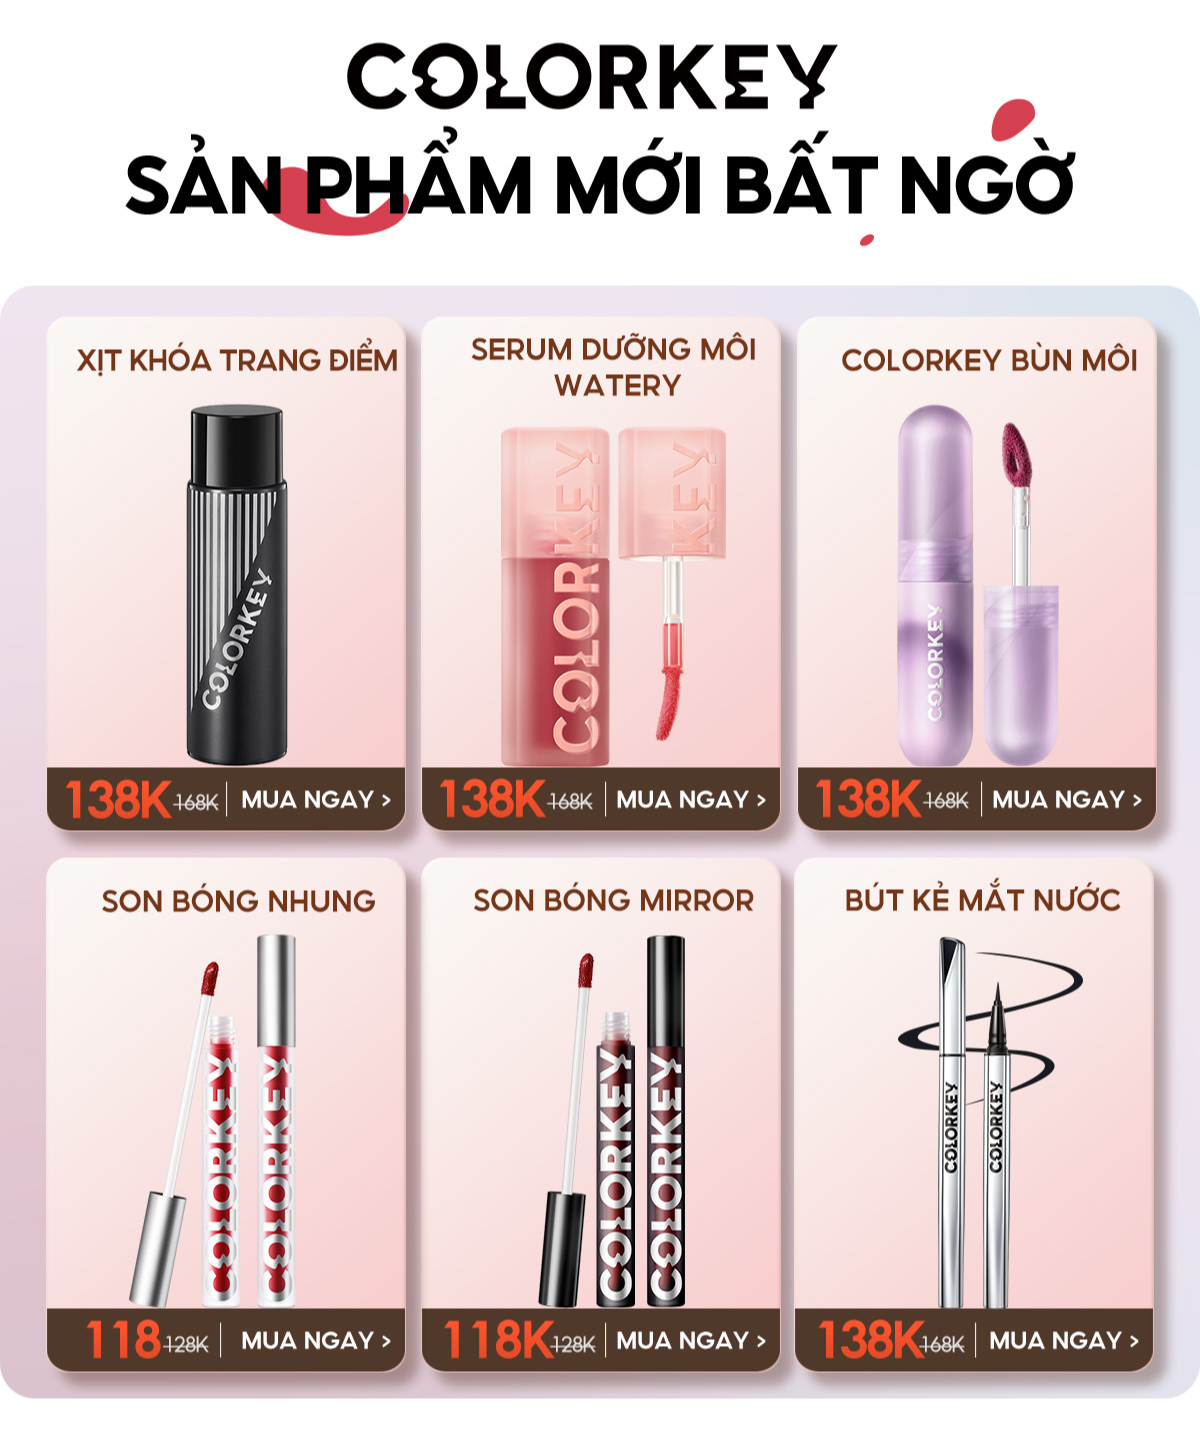 COLORKEY
SẢN PHẨM MỚI BẤT NGỜ
XỊT KHÓA TRANG ĐIỂM
COLORKEY
138K 168K MUA NGAY >
SERUM DƯỠNG MÔI
WATERY
COLORKEY
KEY
138K 168K MUA NGAY >
COLORKEY BÙN MÔI
COLORKEY
138K 168K MUA NGAY >
SON BÓNG NHUNG
COLORKEY
COLORKEY
118 128K MUA NGAY >
SON BÓNG MIRROR
COLORKEY
COLORKEY
118K 128K MUA NGAY >
BÚT KẺ MẮT NƯỚC
COLORKEY
COLORKEY
138K 168K MUA NGAY >